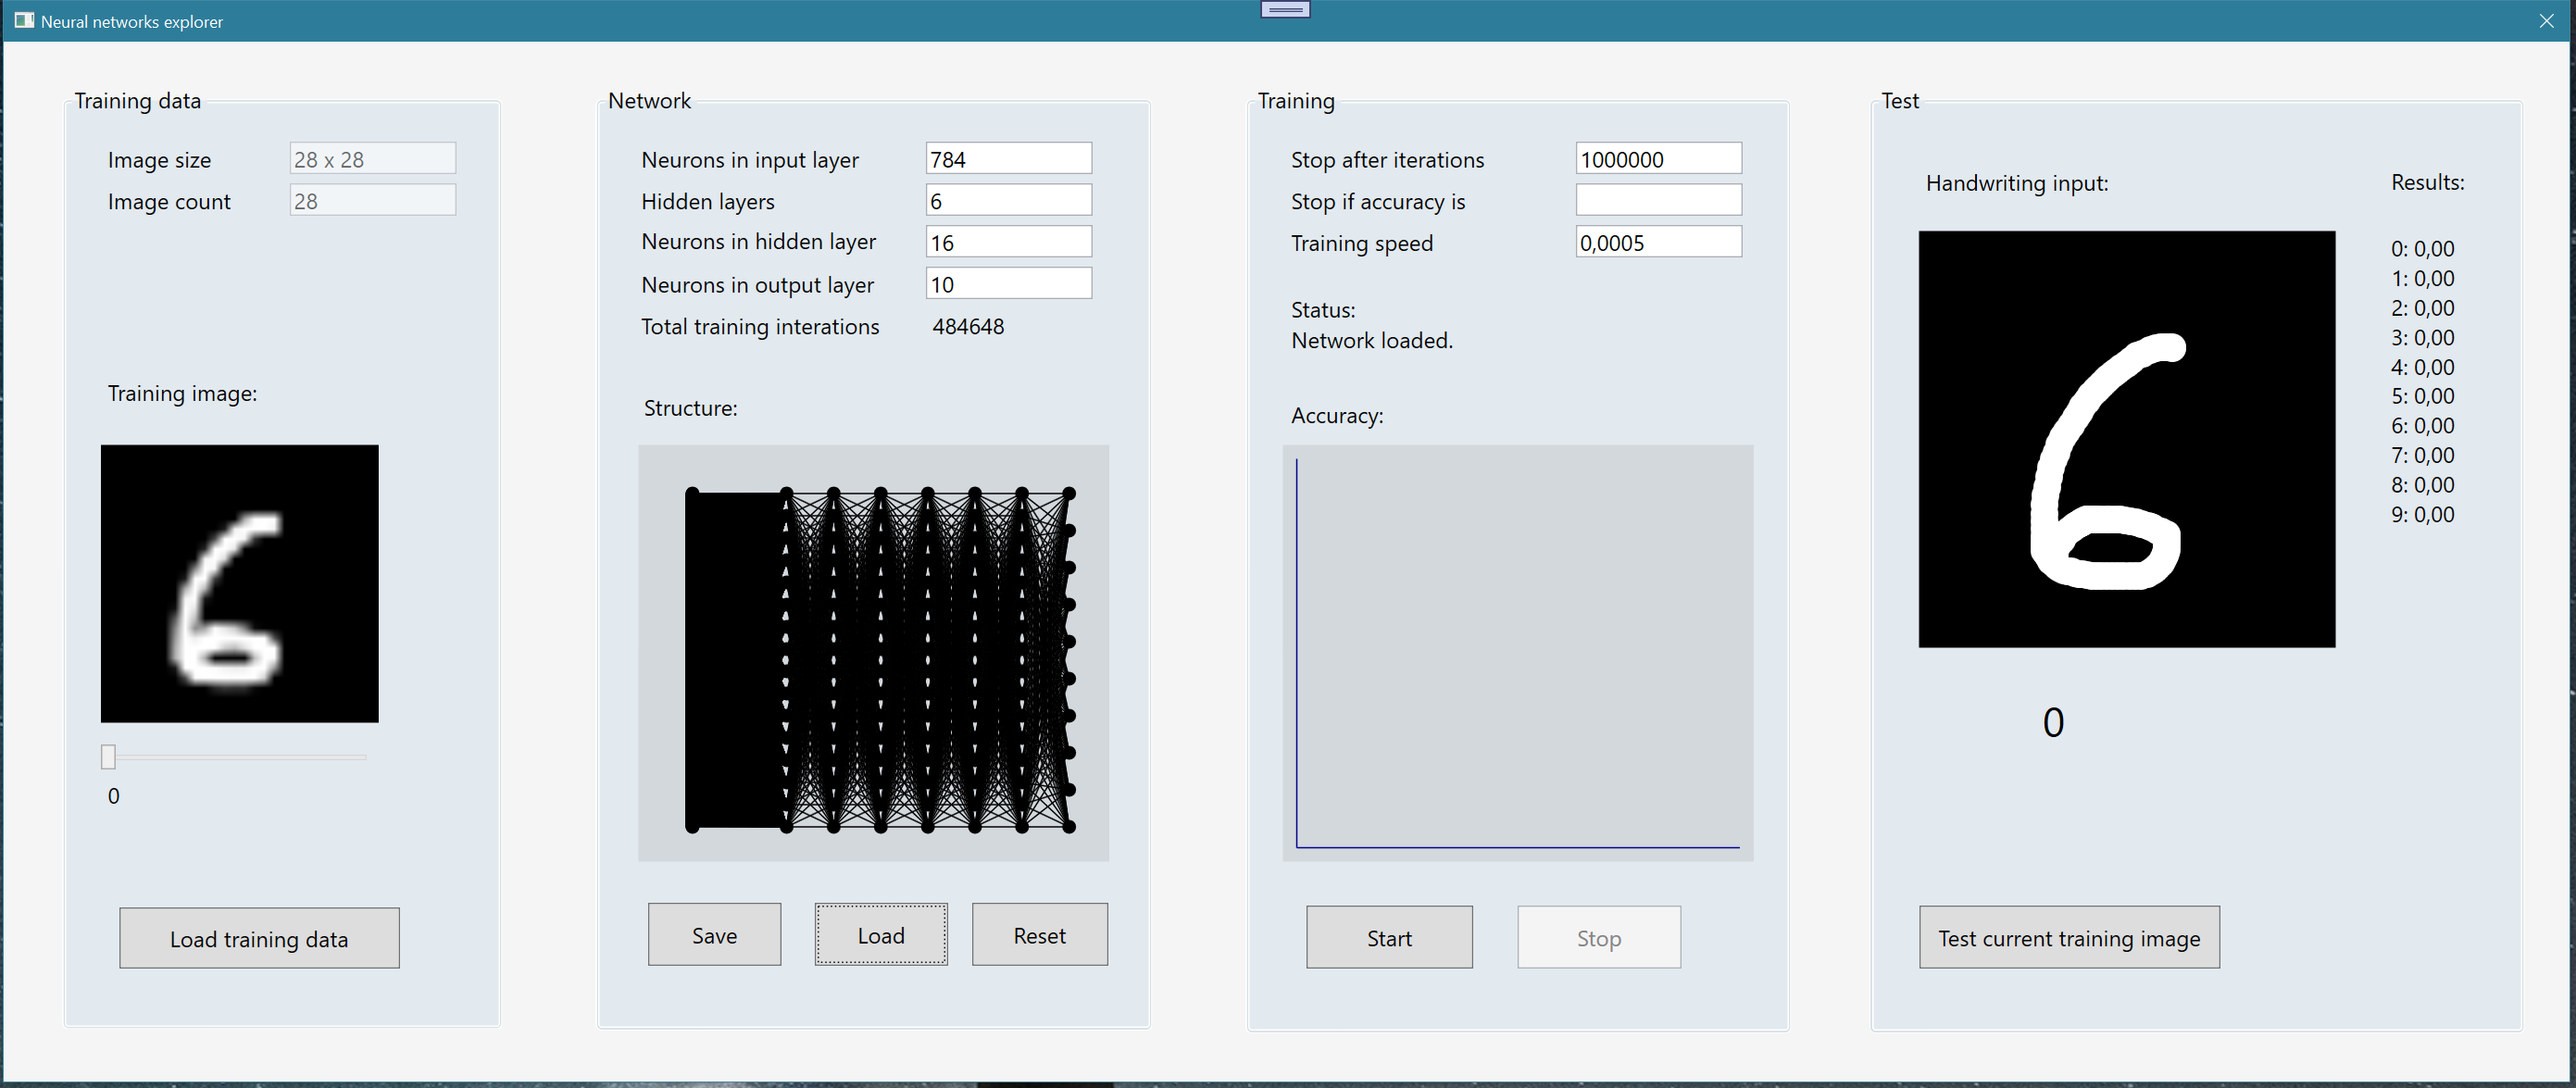 Neural networks explorer
Training data
Image size 28 x 28
Image count 28
Training image:
6
0
Load training data
Network
Neurons in input layer 784
Hidden layers 6
Neurons in hidden layer 16
Neurons in output layer 10
Total training interations 484648
Structure:
Save Load Reset
Training
Stop after iterations 1000000
Stop if accuracy is
Training speed 0,0005
Status:
Network loaded.
Accuracy:
Start Stop
Test
Handwriting input:
6
0
Results:
0: 0,00
1: 0,00
2: 0,00
3: 0,00
4: 0,00
5: 0,00
6: 0,00
7: 0,00
8: 0,00
9: 0,00
Test current training image